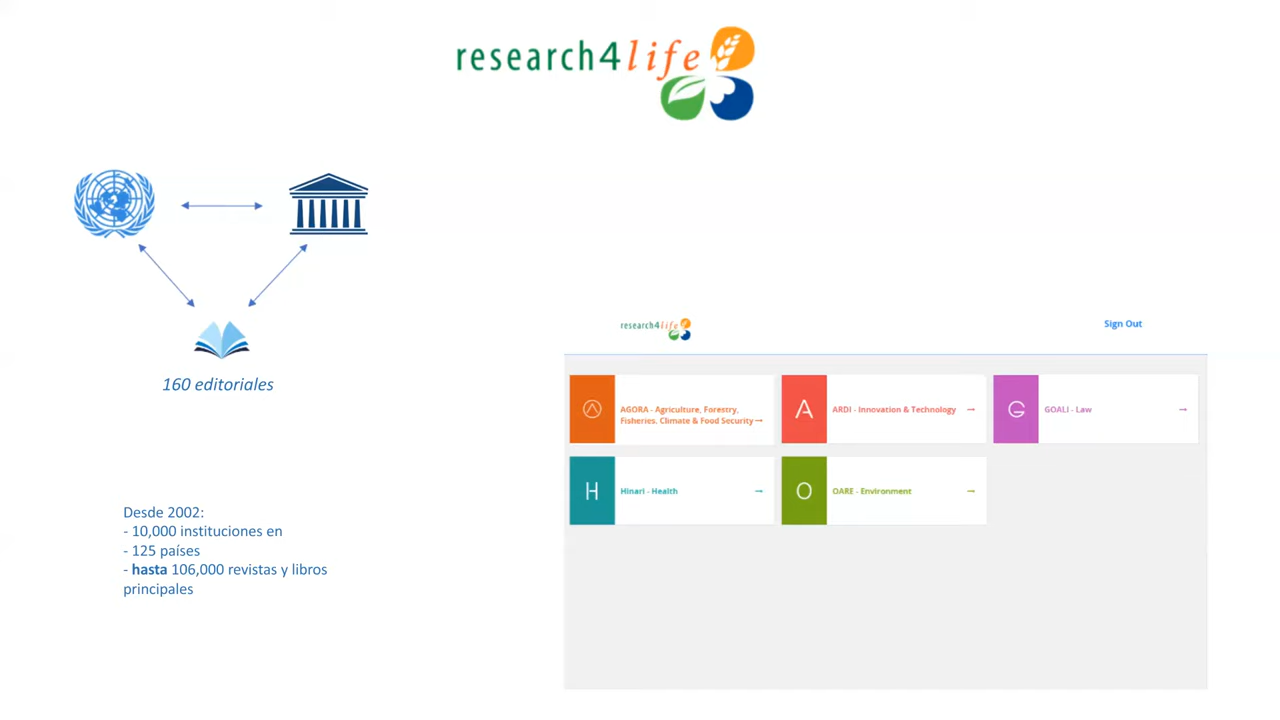 research4life
160 editoriales
Desde 2002:
- 10,000 instituciones en
- 125 países
- hasta 106,000 revistas y libros
principales
research4life
Sign Out
AGORA - Agriculture, Forestry,
Fisheries, Climate & Food Security
A
ARDI - Innovation & Technology
G
GOALI - Law
H
Hinari - Health
O
OARE - Environment